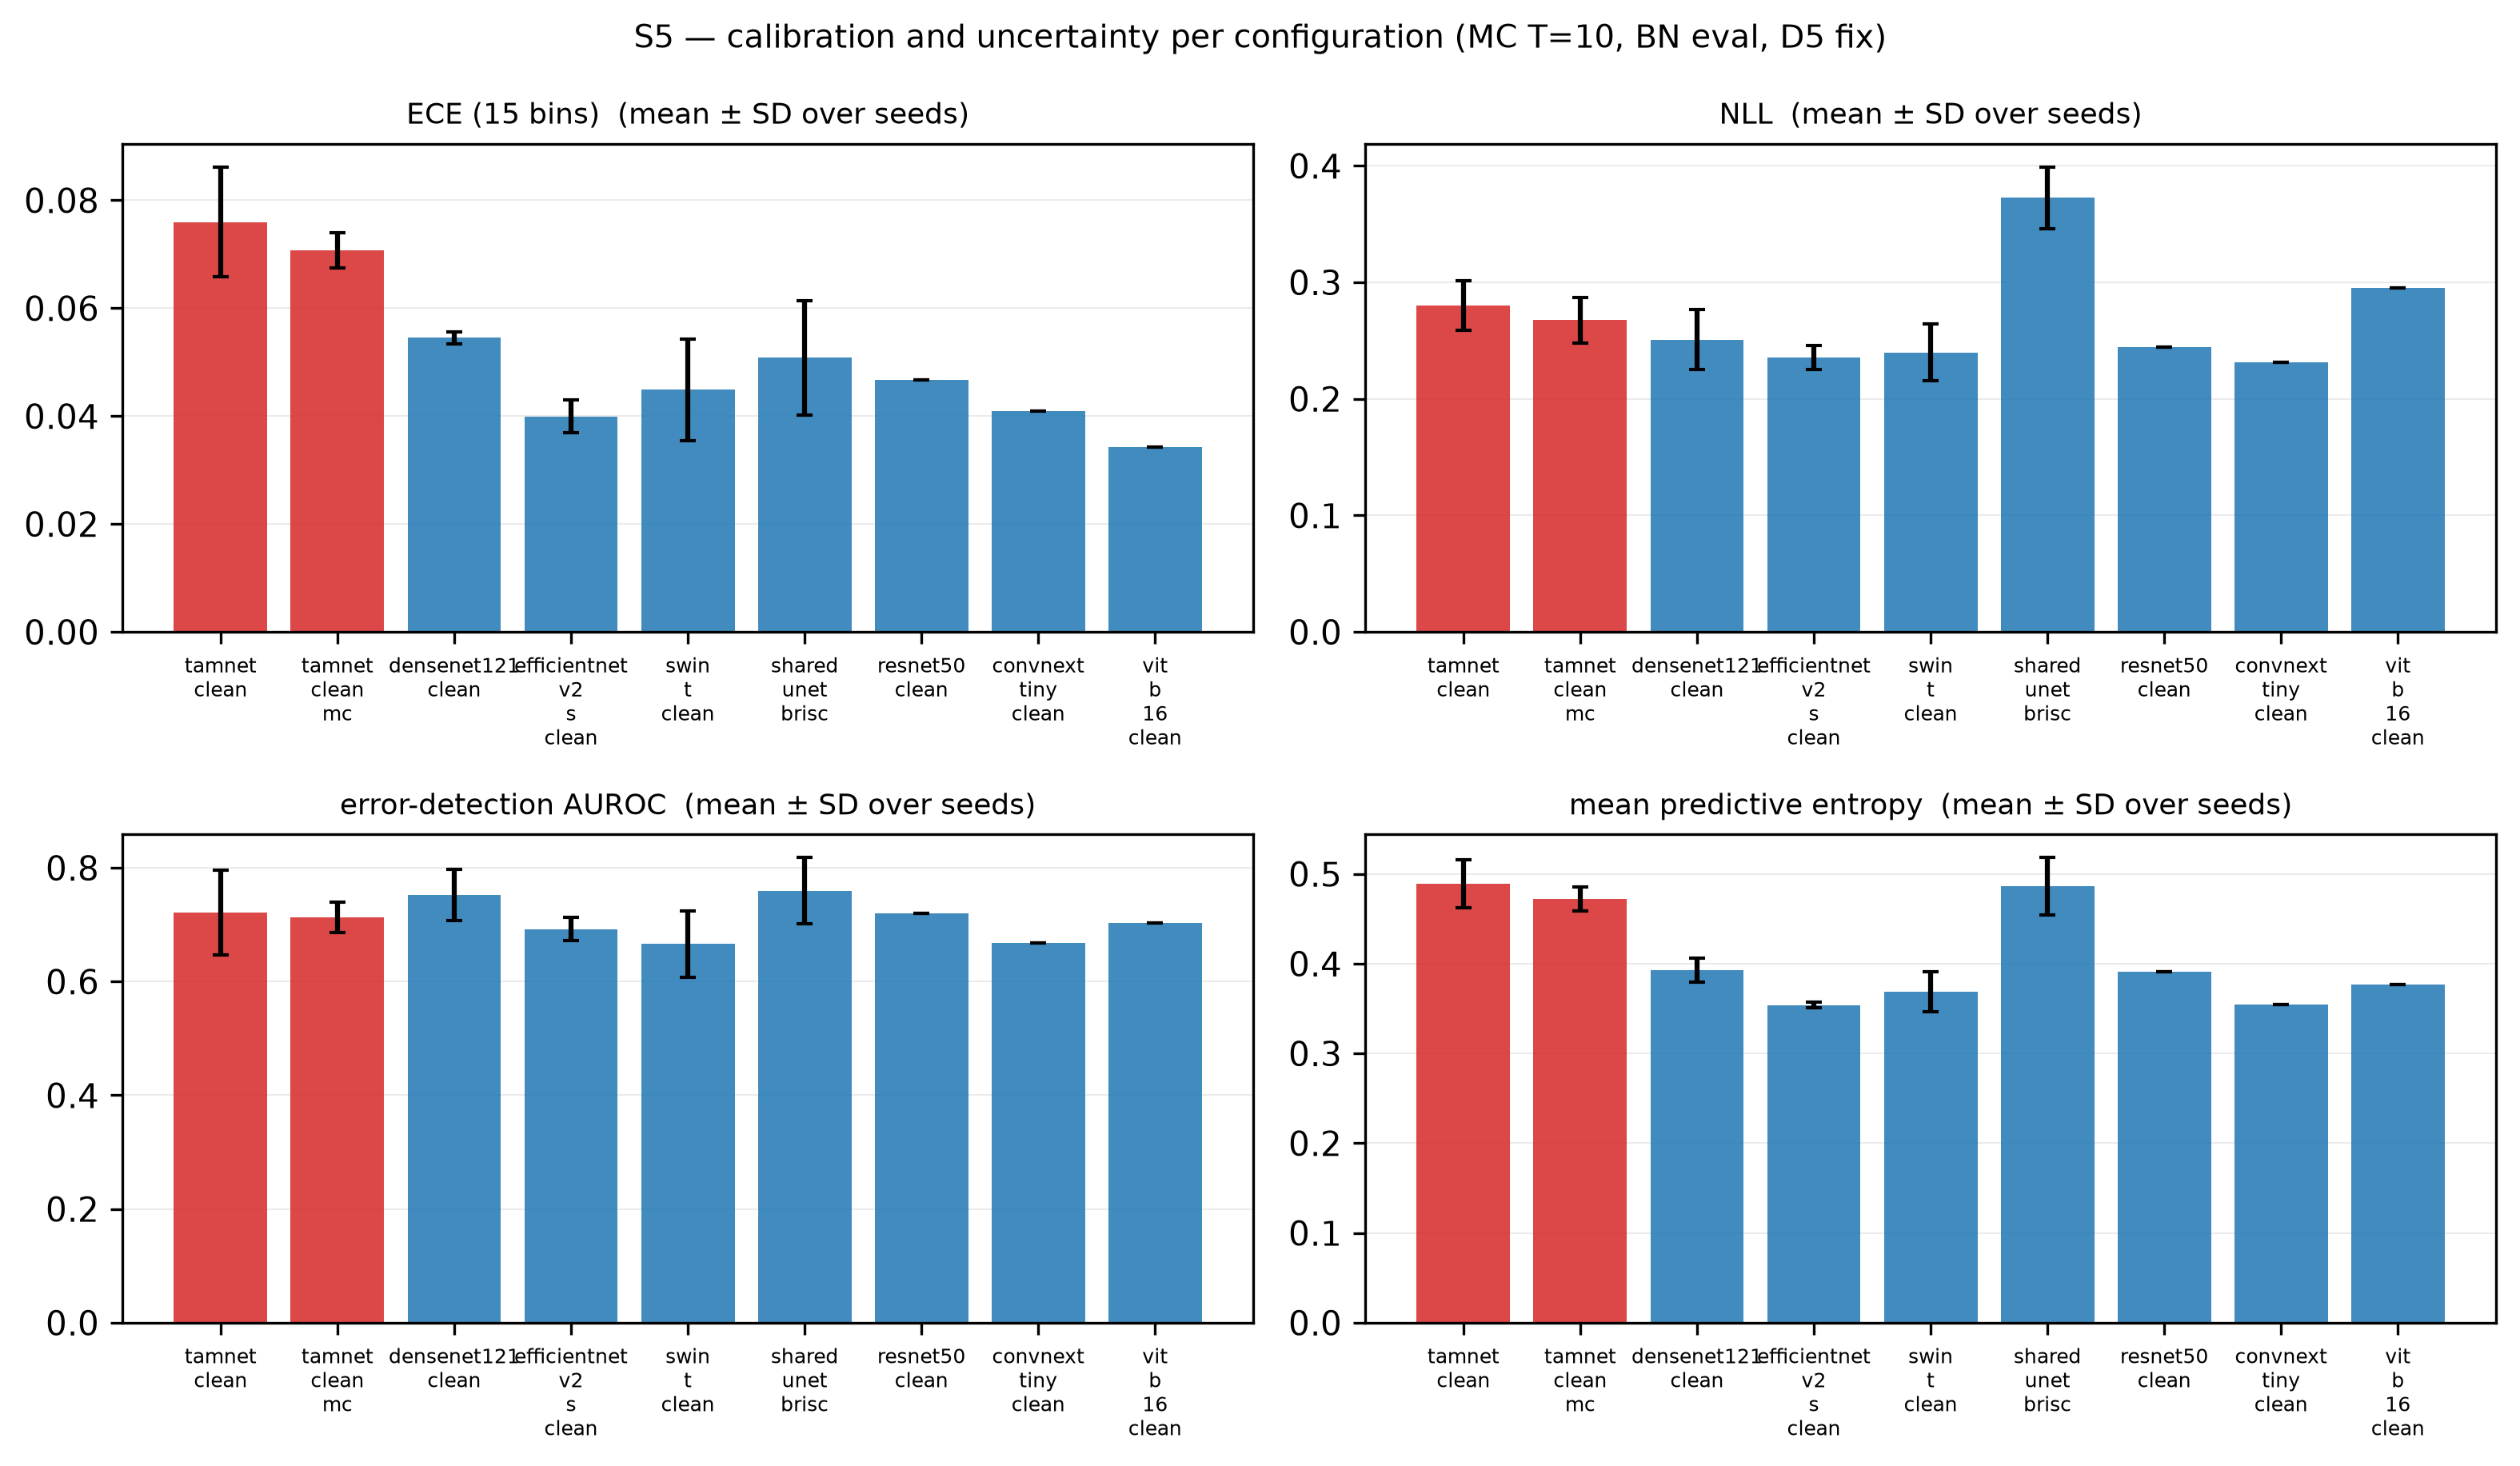 S5 — calibration and uncertainty per configuration (MC T=10, BN eval, D5 fix)
ECE (15 bins)  (mean ± SD over seeds)
0.08
0.06
0.04
0.02
0.00
tamnet clean
tamnet clean mc
densenet121 clean
efficientnet v2 s clean
swin t clean
shared unet brisc
resnet50 clean
convnext tiny clean
vit b 16 clean
NLL  (mean ± SD over seeds)
0.4
0.3
0.2
0.1
0.0
tamnet clean
tamnet clean mc
densenet121 clean
efficientnet v2 s clean
swin t clean
shared unet brisc
resnet50 clean
convnext tiny clean
vit b 16 clean
error-detection AUROC  (mean ± SD over seeds)
0.8
0.6
0.4
0.2
0.0
tamnet clean
tamnet clean mc
densenet121 clean
efficientnet v2 s clean
swin t clean
shared unet brisc
resnet50 clean
convnext tiny clean
vit b 16 clean
mean predictive entropy  (mean ± SD over seeds)
0.5
0.4
0.3
0.2
0.1
0.0
tamnet clean
tamnet clean mc
densenet121 clean
efficientnet v2 s clean
swin t clean
shared unet brisc
resnet50 clean
convnext tiny clean
vit b 16 clean